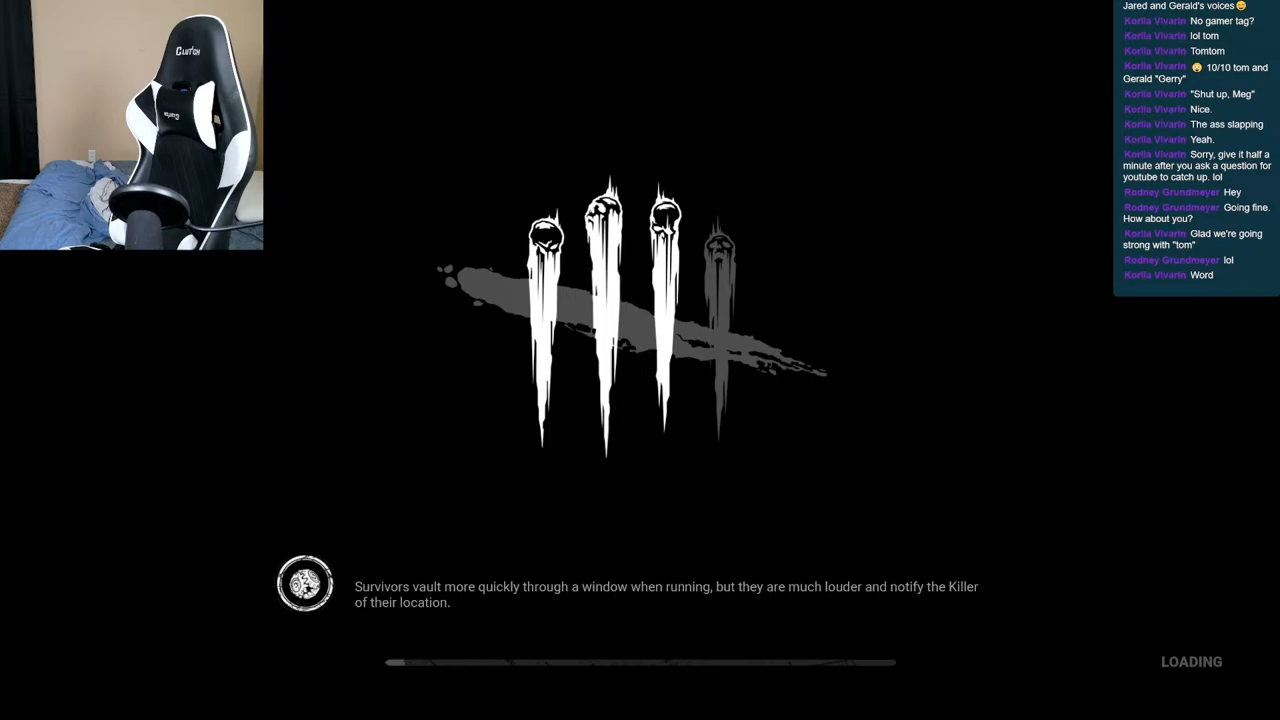 CLUTCH
Jared and Gerald's voices😄
Korlia Vivarin No gamer tag?
Korlia Vivarin lol tom
Korlia Vivarin Tomtom
Korlia Vivarin 😳 10/10 tom and
Gerald "Gerry"
Korlia Vivarin "Shut up, Meg"
Korlia Vivarin Nice.
Korlia Vivarin The ass slapping
Korlia Vivarin Yeah.
Korlia Vivarin Sorry, give it half a
minute after you ask a question for
youtube to catch up. lol
Rodney Grundmeyer Hey
Rodney Grundmeyer Going fine.
How about you?
Korlia Vivarin Glad we're going
strong with "tom"
Rodney Grundmeyer lol
Korlia Vivarin Word
Survivors vault more quickly through a window when running, but they are much louder and notify the Killer
of their location.
LOADING